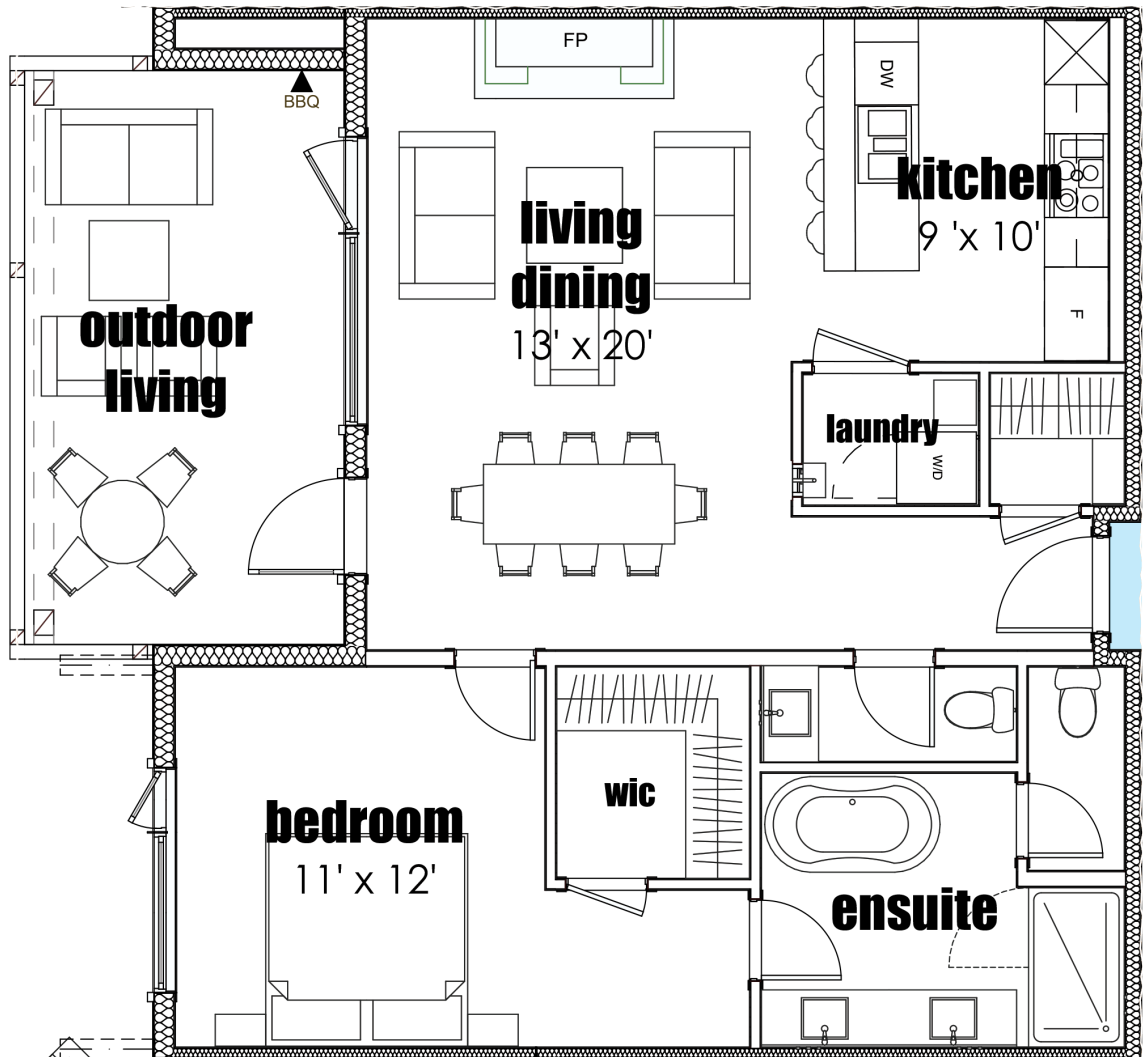 FP
BBQ
DW
kitchen
9 'x 10'
living
dining
13' x 20'
outdoor
living
F
laundry
W/D
wic
bedroom
11' x 12'
ensuite